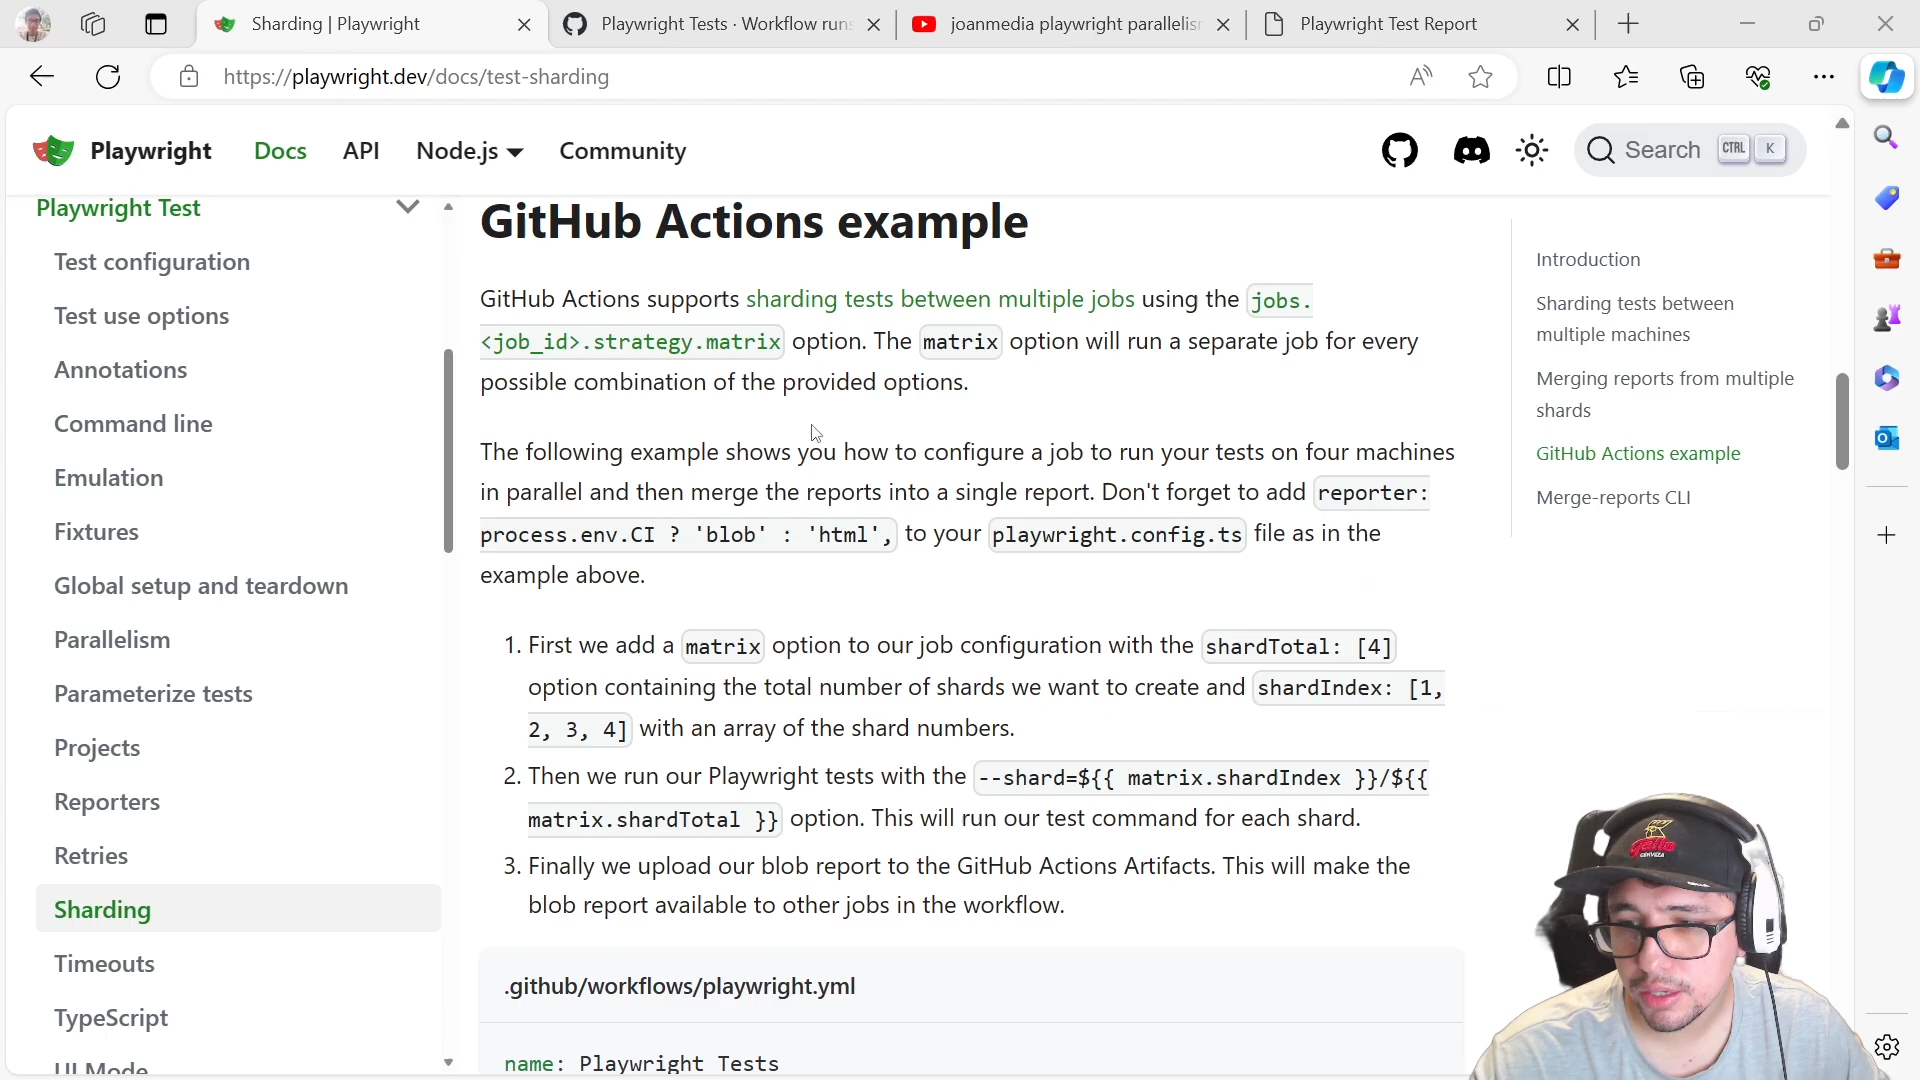 Sharding | Playwright
Playwright Tests · Workflow runs
joanmedia playwright parallelis
Playwright Test Report
https://playwright.dev/docs/test-sharding
Playwright
Docs
API
Node.js
Community
Search
CTRL
K
Playwright Test
Test configuration
Test use options
Annotations
Command line
Emulation
Fixtures
Global setup and teardown
Parallelism
Parameterize tests
Projects
Reporters
Retries
Sharding
Timeouts
TypeScript
UI Mode
GitHub Actions example
GitHub Actions supports sharding tests between multiple jobs using the jobs.
<job_id>.strategy.matrix option. The matrix option will run a separate job for every
possible combination of the provided options.
The following example shows you how to configure a job to run your tests on four machines
in parallel and then merge the reports into a single report. Don't forget to add reporter:
process.env.CI ? 'blob' : 'html', to your playwright.config.ts file as in the
example above.
1. First we add a matrix option to our job configuration with the shardTotal: [4]
option containing the total number of shards we want to create and shardIndex: [1,
2, 3, 4] with an array of the shard numbers.
2. Then we run our Playwright tests with the --shard=${{ matrix.shardIndex }}/${{
matrix.shardTotal }} option. This will run our test command for each shard.
3. Finally we upload our blob report to the GitHub Actions Artifacts. This will make the
blob report available to other jobs in the workflow.
.github/workflows/playwright.yml
name: Playwright Tests
Introduction
Sharding tests between
multiple machines
Merging reports from multiple
shards
GitHub Actions example
Merge-reports CLI
Gallo
CERVEZA